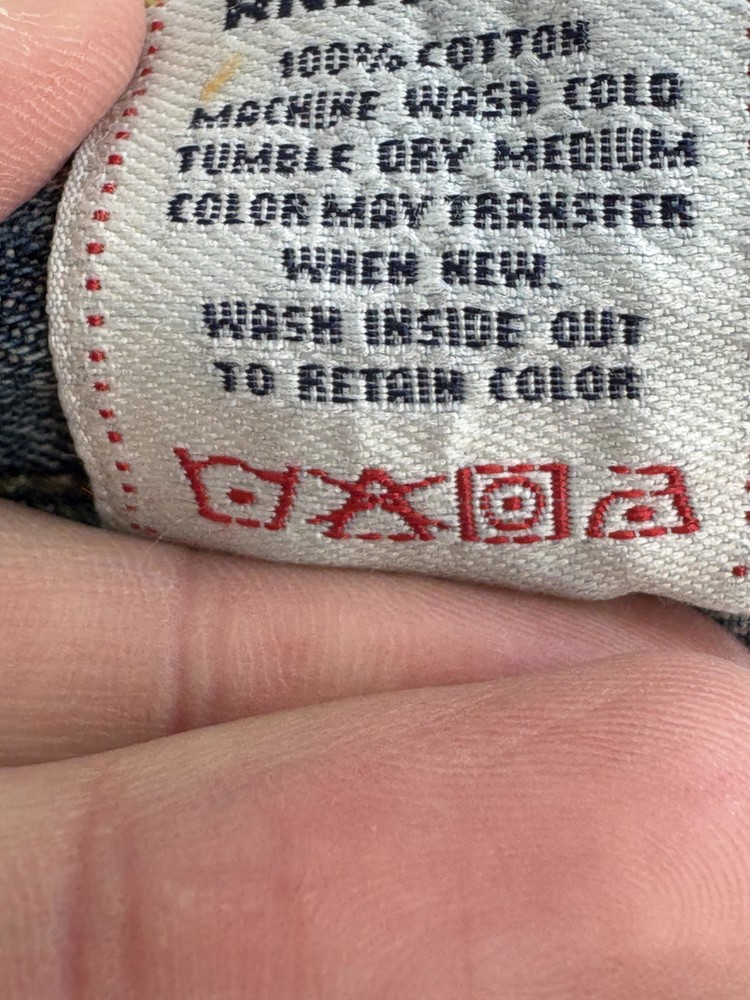 100% COTTON
MACHINE WASH COLD
TUMBLE DRY MEDIUM
COLOR MAY TRANSFER
WHEN NEW.
WASH INSIDE OUT
TO RETAIN COLOR